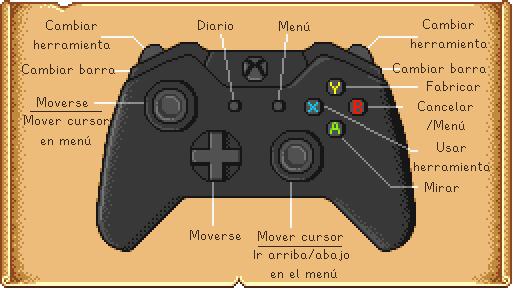 Diario
Menú
Cambiar
herramienta
Cambiar
herramienta
Cambiar barra
Cambiar barra
Moverse
Mover cursor
en menú
Y
X
B
A
Fabricar
Cancelar
/Menú
Usar
herramienta
Mirar
Moverse
Mover cursor
Ir arriba/abajo
en el menú